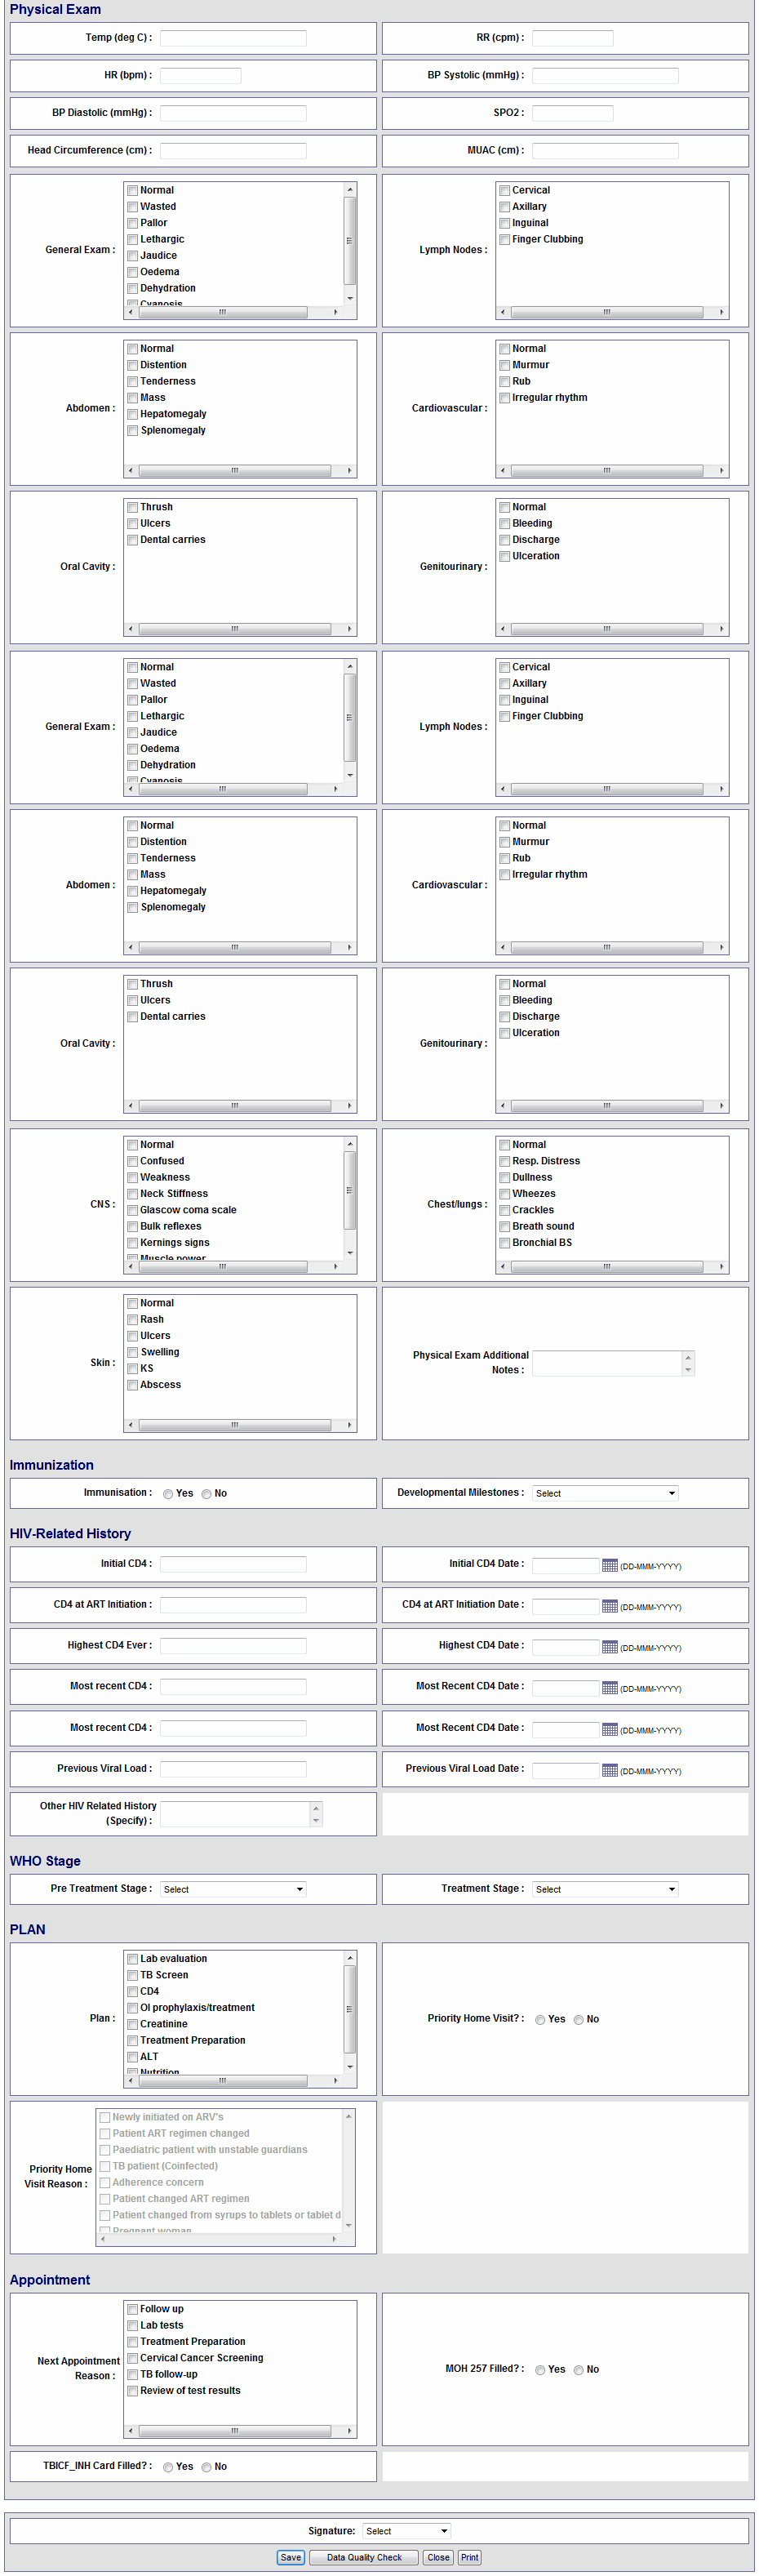 Physical Exam
Temp (deg C) :
RR (cpm) :
HR (bpm) :
BP Systolic (mmHg) :
BP Diastolic (mmHg) :
SPO2 :
Head Circumference (cm) :
MUAC (cm) :
General Exam :
Normal
Wasted
Pallor
Lethargic
Jaudice
Oedema
Dehydration
Cyanosis
Lymph Nodes :
Cervical
Axillary
Inguinal
Finger Clubbing
Abdomen :
Normal
Distention
Tenderness
Mass
Hepatomegaly
Splenomegaly
Cardiovascular :
Normal
Murmur
Rub
Irregular rhythm
Oral Cavity :
Thrush
Ulcers
Dental carries
Genitourinary :
Normal
Bleeding
Discharge
Ulceration
General Exam :
Normal
Wasted
Pallor
Lethargic
Jaudice
Oedema
Dehydration
Cyanosis
Lymph Nodes :
Cervical
Axillary
Inguinal
Finger Clubbing
Abdomen :
Normal
Distention
Tenderness
Mass
Hepatomegaly
Splenomegaly
Cardiovascular :
Normal
Murmur
Rub
Irregular rhythm
Oral Cavity :
Thrush
Ulcers
Dental carries
Genitourinary :
Normal
Bleeding
Discharge
Ulceration
CNS :
Normal
Confused
Weakness
Neck Stiffness
Glascow coma scale
Bulk reflexes
Kernings signs
Muscle power
Chest/lungs :
Normal
Resp. Distress
Dullness
Wheezes
Crackles
Breath sound
Bronchial BS
Skin :
Normal
Rash
Ulcers
Swelling
KS
Abscess
Physical Exam Additional
Notes :
Immunization
Immunisation : Yes No
Developmental Milestones : Select
HIV-Related History
Initial CD4 :
Initial CD4 Date : (DD-MMM-YYYY)
CD4 at ART Initiation :
CD4 at ART Initiation Date : (DD-MMM-YYYY)
Highest CD4 Ever :
Highest CD4 Date : (DD-MMM-YYYY)
Most recent CD4 :
Most Recent CD4 Date : (DD-MMM-YYYY)
Most recent CD4 :
Most Recent CD4 Date : (DD-MMM-YYYY)
Previous Viral Load :
Previous Viral Load Date : (DD-MMM-YYYY)
Other HIV Related History
(Specify) :
WHO Stage
Pre Treatment Stage : Select
Treatment Stage : Select
PLAN
Plan :
Lab evaluation
TB Screen
CD4
OI prophylaxis/treatment
Creatinine
Treatment Preparation
ALT
Nutrition
Priority Home Visit? : Yes No
Priority Home
Visit Reason :
Newly initiated on ARV's
Patient ART regimen changed
Paediatric patient with unstable guardians
TB patient (Coinfected)
Adherence concern
Patient changed ART regimen
Patient changed from syrups to tablets or tablet d
Pregnant woman
Appointment
Next Appointment
Reason :
Follow up
Lab tests
Treatment Preparation
Cervical Cancer Screening
TB follow-up
Review of test results
MOH 257 Filled? : Yes No
TBICF_INH Card Filled? : Yes No
Signature: Select
Save Data Quality Check Close Print